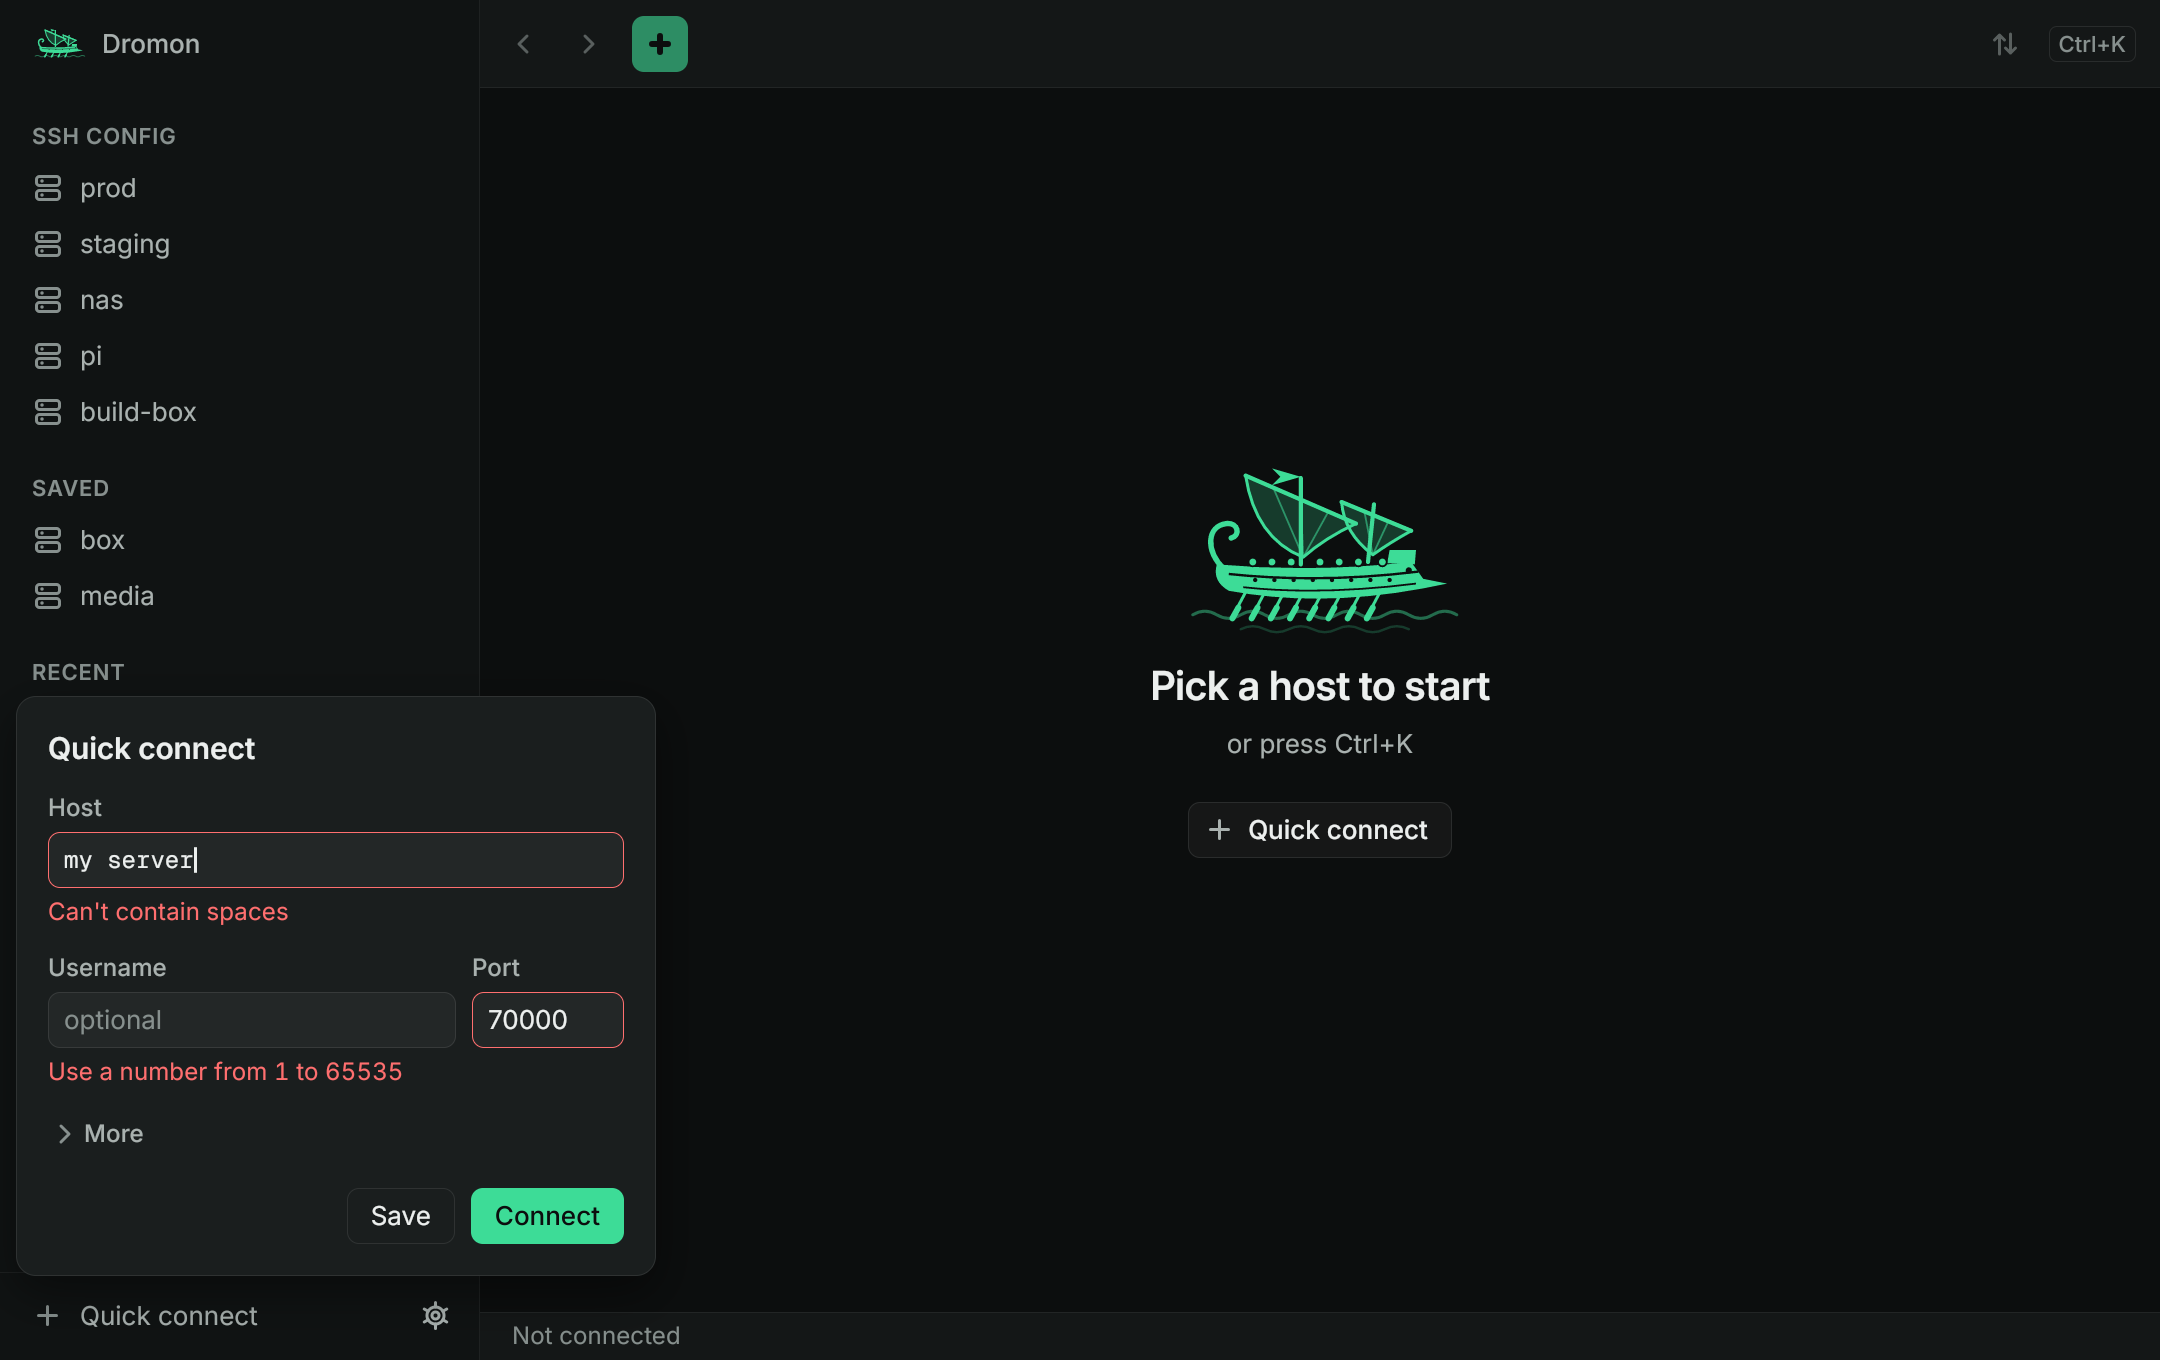 Dromon
Ctrl+K
SSH CONFIG
prod
staging
nas
pi
build-box
SAVED
box
media
RECENT
Quick connect
Host
my server
Can't contain spaces
Username
Port
optional
70000
Use a number from 1 to 65535
More
Save
Connect
Quick connect
Pick a host to start
or press Ctrl+K
Quick connect
Not connected